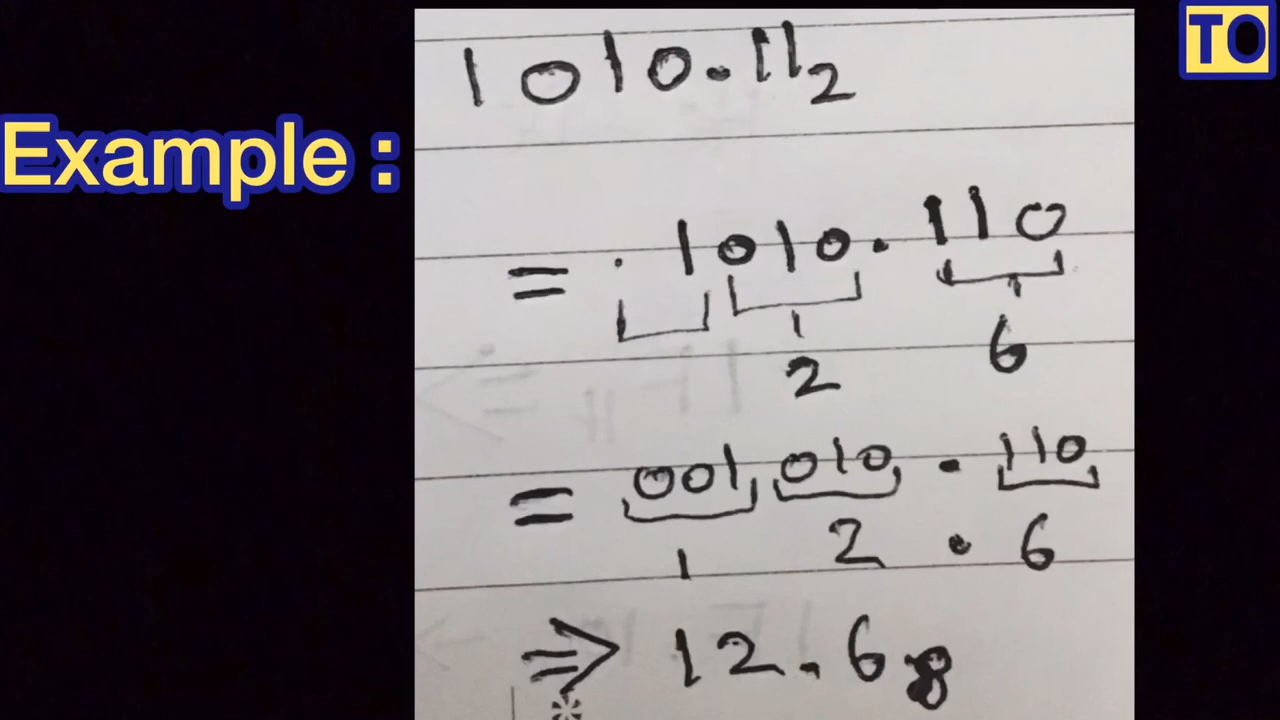 TO
Example :
1010.11₂
= . 1010.110
2 6
= 001 010 . 110
1 2 . 6
⇒ 12.6₈